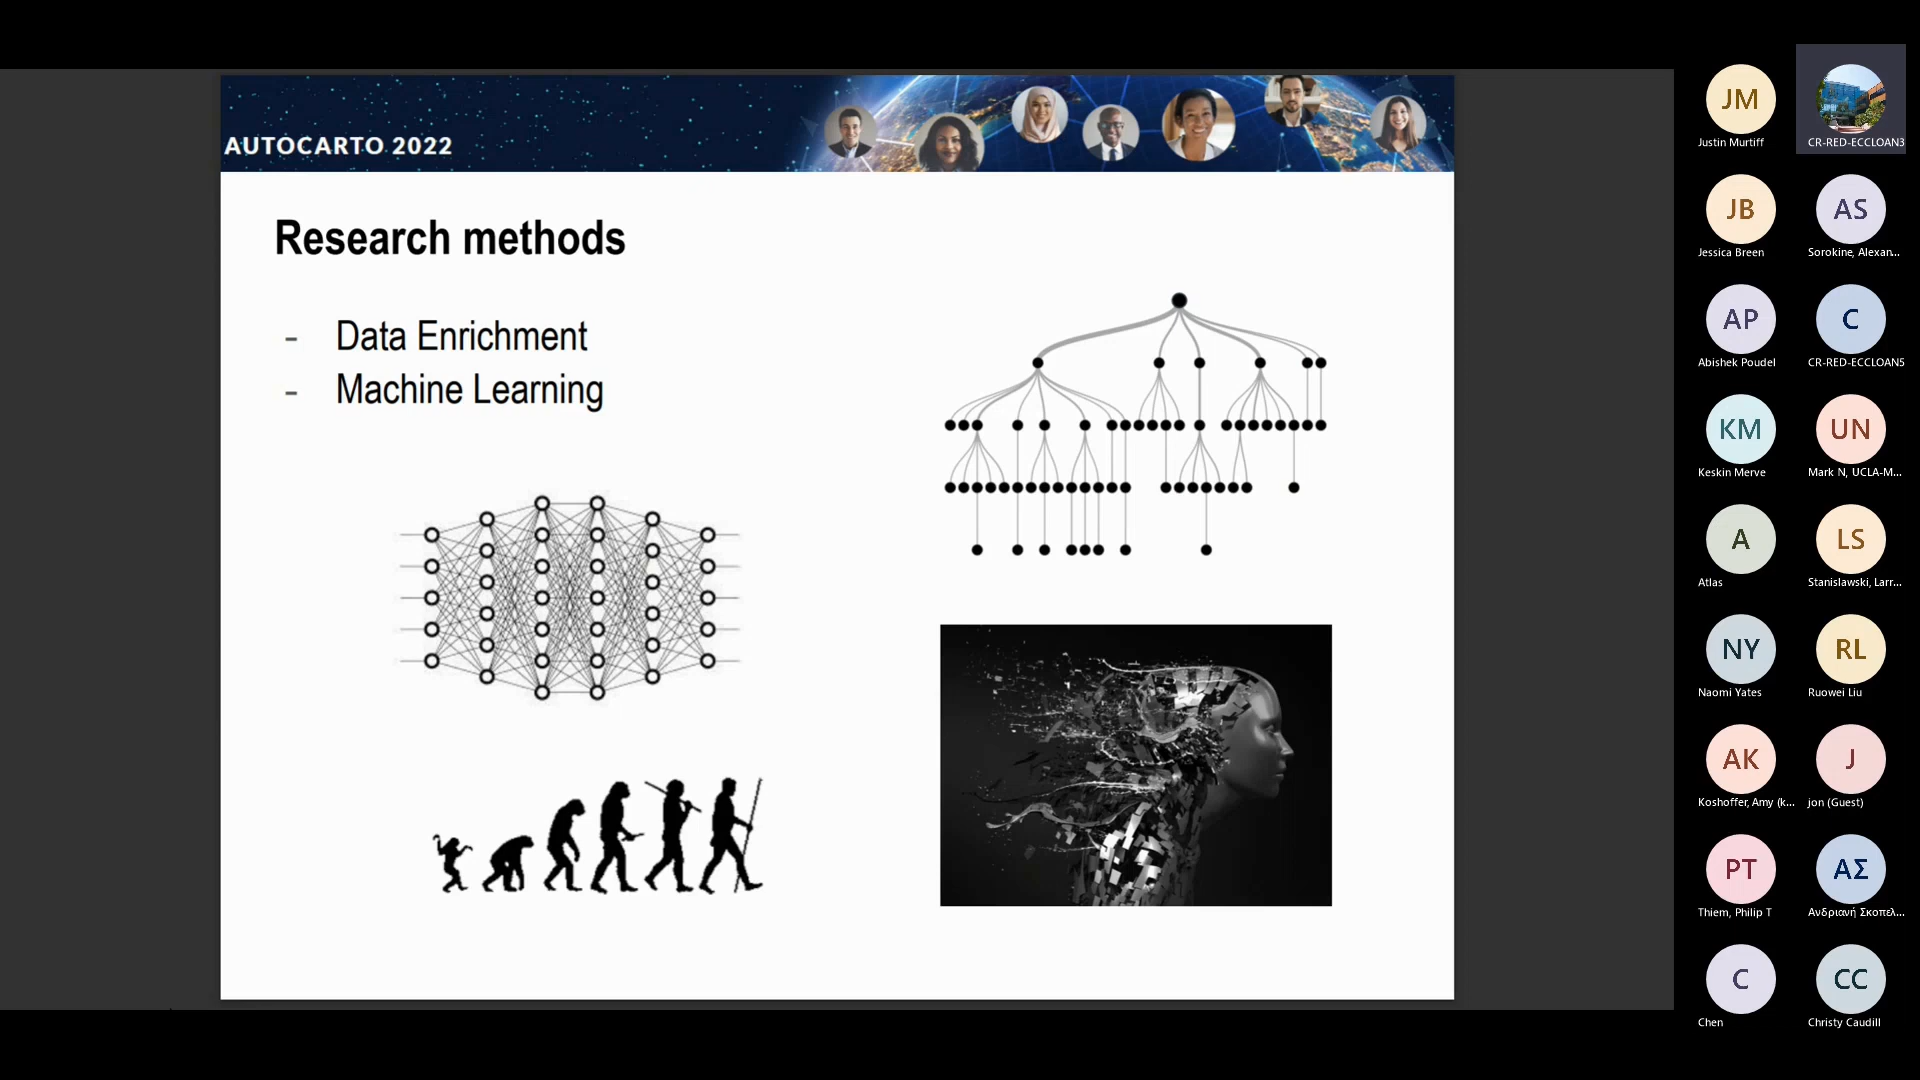 AUTOCARTO 2022
Research methods
- Data Enrichment
- Machine Learning
JM
Justin Murtiff
CR-RED-ECCLOAN3
JB
Jessica Breen
AS
Sorokine, Alexan...
AP
Abishek Poudel
C
CR-RED-ECCLOAN5
KM
Keskin Merve
UN
Mark N, UCLA-M...
A
Atlas
LS
Stanislawski, Larr...
NY
Naomi Yates
RL
Ruowei Liu
AK
Koshoffer, Amy (k...
J
jon (Guest)
PT
Thiem, Philip T
ΑΣ
Ανδριανή Σκοπελ...
C
Chen
CC
Christy Caudill